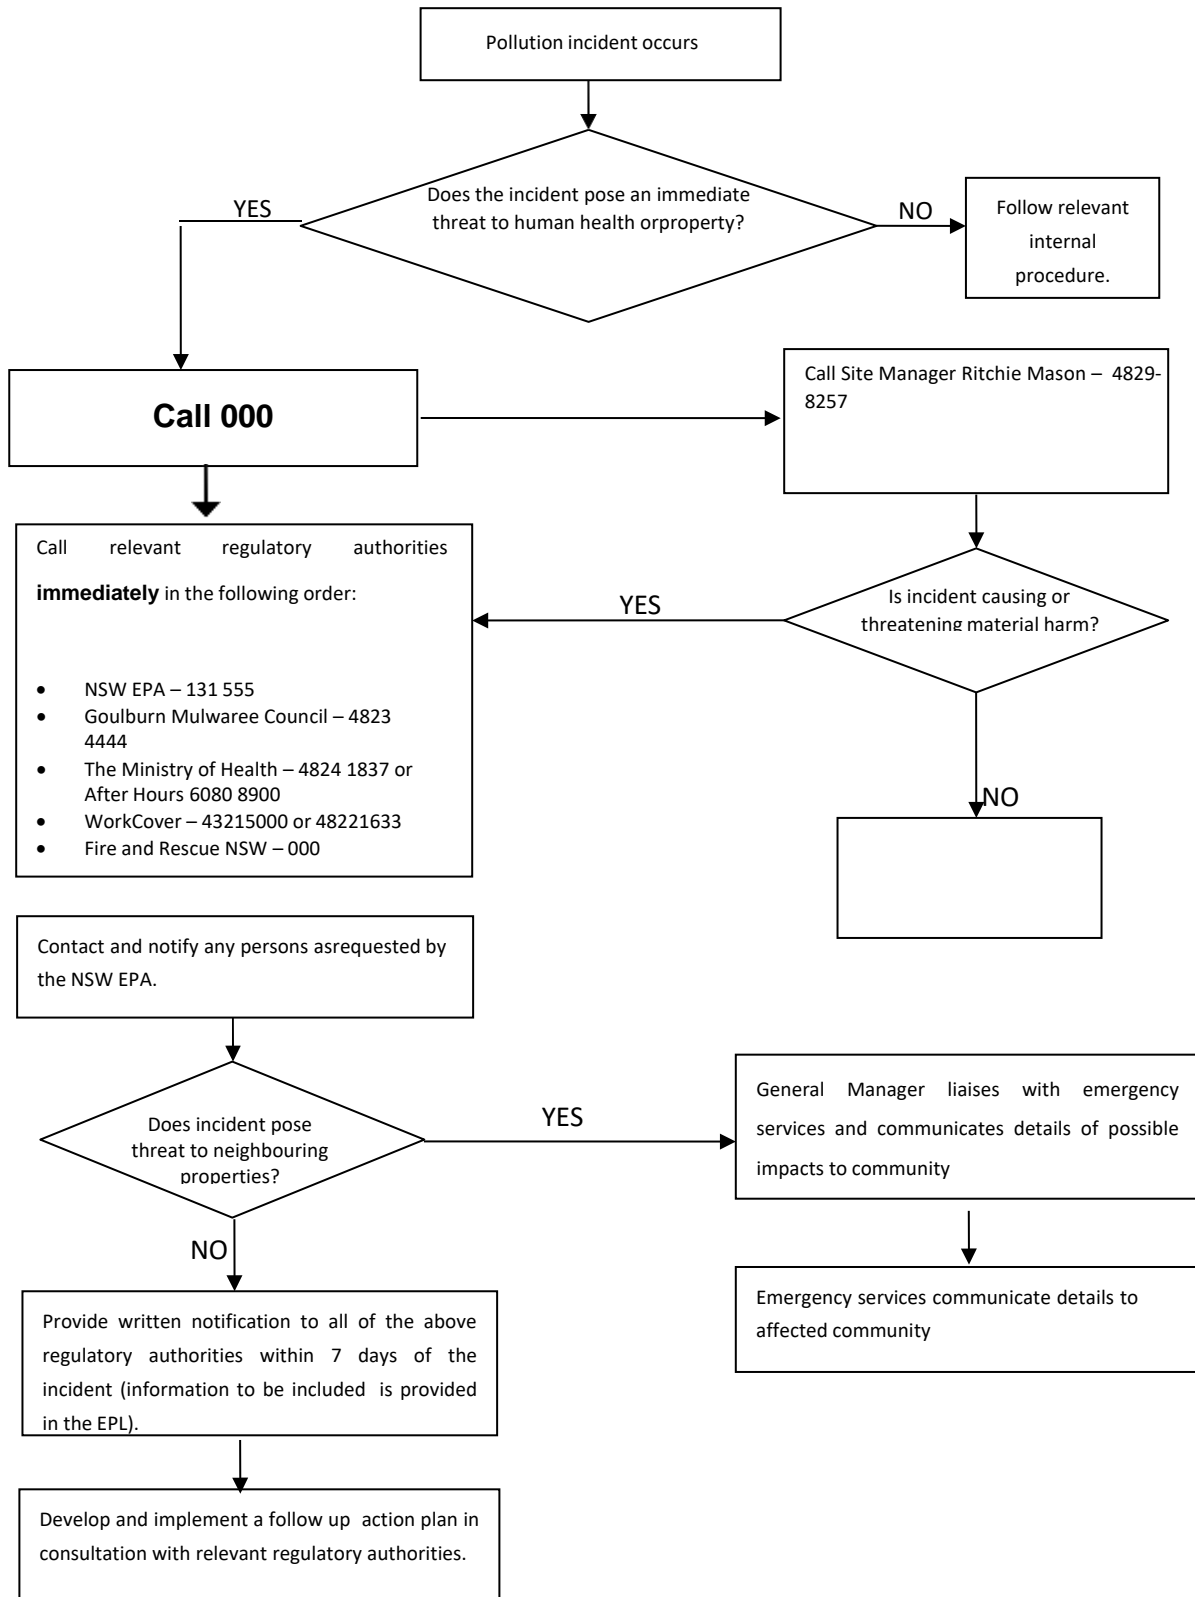 Pollution incident occurs
Does the incident pose an immediate
threat to human health orproperty?
YES
NO
Follow relevant
internal
procedure.
Call 000
Call Site Manager Ritchie Mason – 4829-
8257
Call relevant regulatory authorities
immediately in the following order:
• NSW EPA – 131 555
• Goulburn Mulwaree Council – 4823
4444
• The Ministry of Health – 4824 1837 or
After Hours 6080 8900
• WorkCover – 43215000 or 48221633
• Fire and Rescue NSW – 000
YES
Is incident causing or
threatening material harm?
NO
Contact and notify any persons asrequested by
the NSW EPA.
Does incident pose
threat to neighbouring
properties?
YES
General Manager liaises with emergency
services and communicates details of possible
impacts to community
NO
Emergency services communicate details to
affected community
Provide written notification to all of the above
regulatory authorities within 7 days of the
incident (information to be included is provided
in the EPL).
Develop and implement a follow up action plan in
consultation with relevant regulatory authorities.